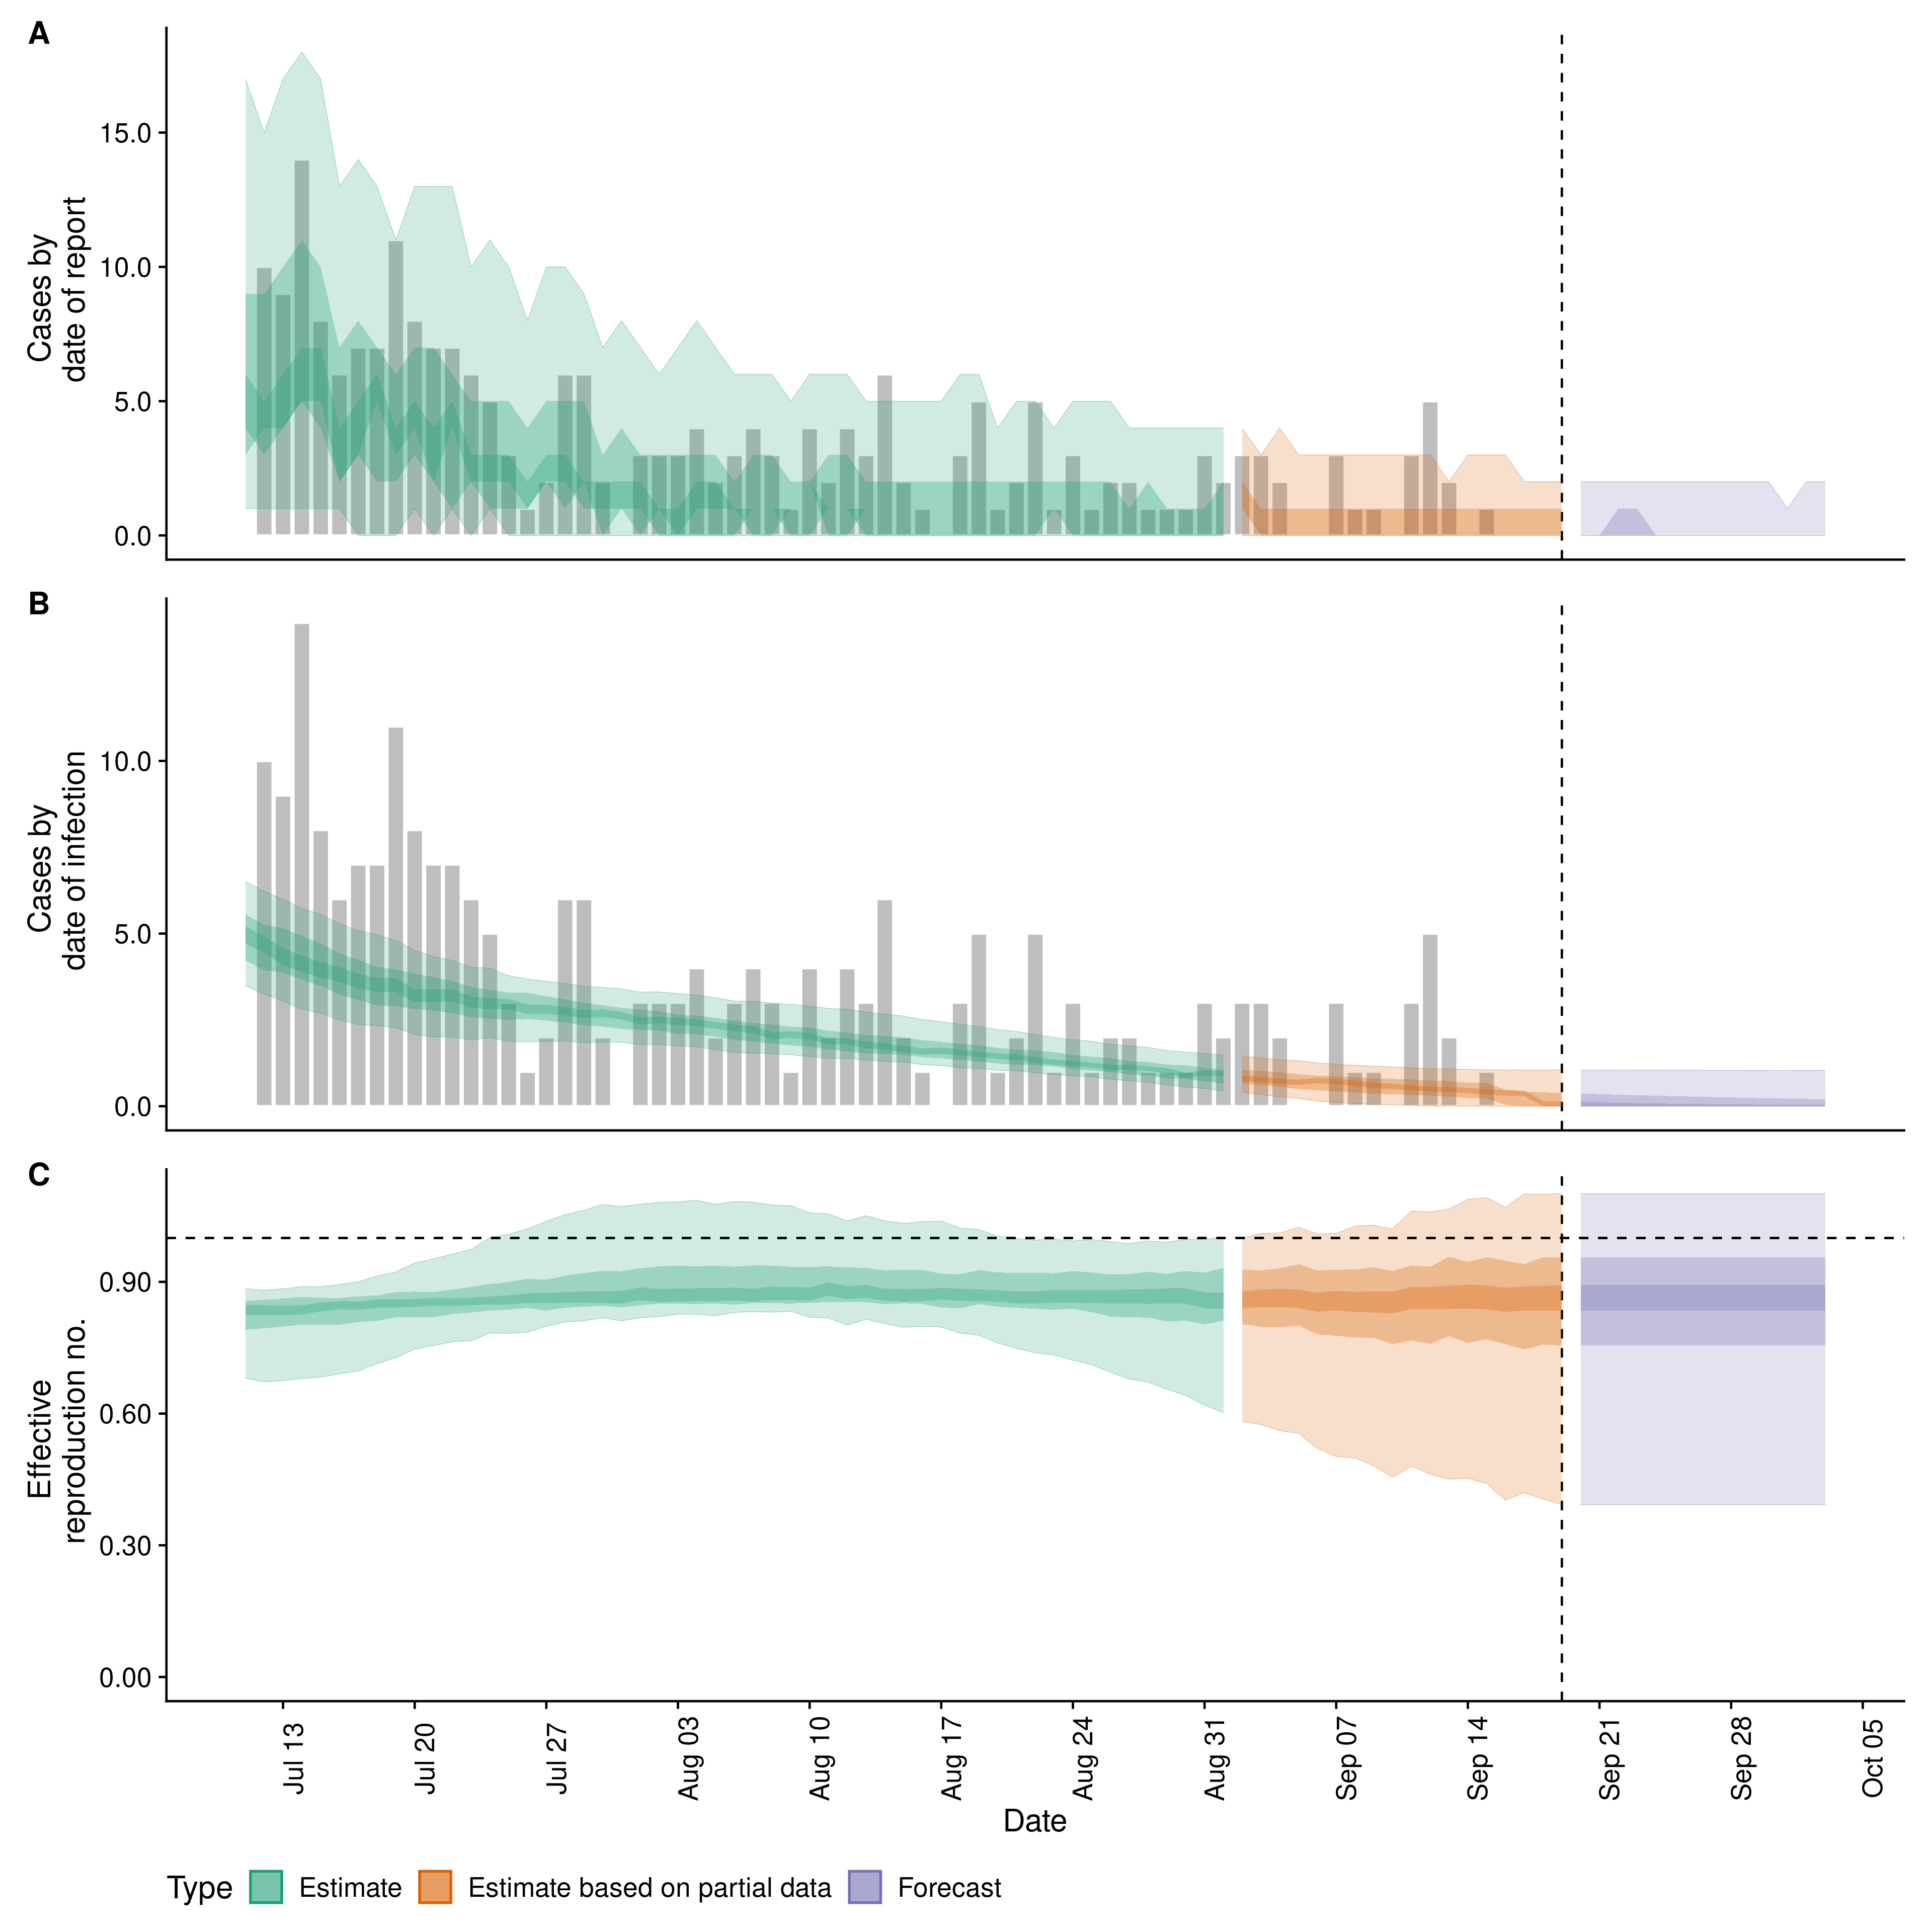 A
Cases by
date of report
15.0
10.0
5.0
0.0
B
Cases by
date of infection
10.0
5.0
0.0
C
Effective
reproduction no.
0.90
0.60
0.30
0.00
Jul 13
Jul 20
Jul 27
Aug 03
Aug 10
Aug 17
Aug 24
Aug 31
Sep 07
Sep 14
Sep 21
Sep 28
Oct 05
Date
Type Estimate Estimate based on partial data Forecast